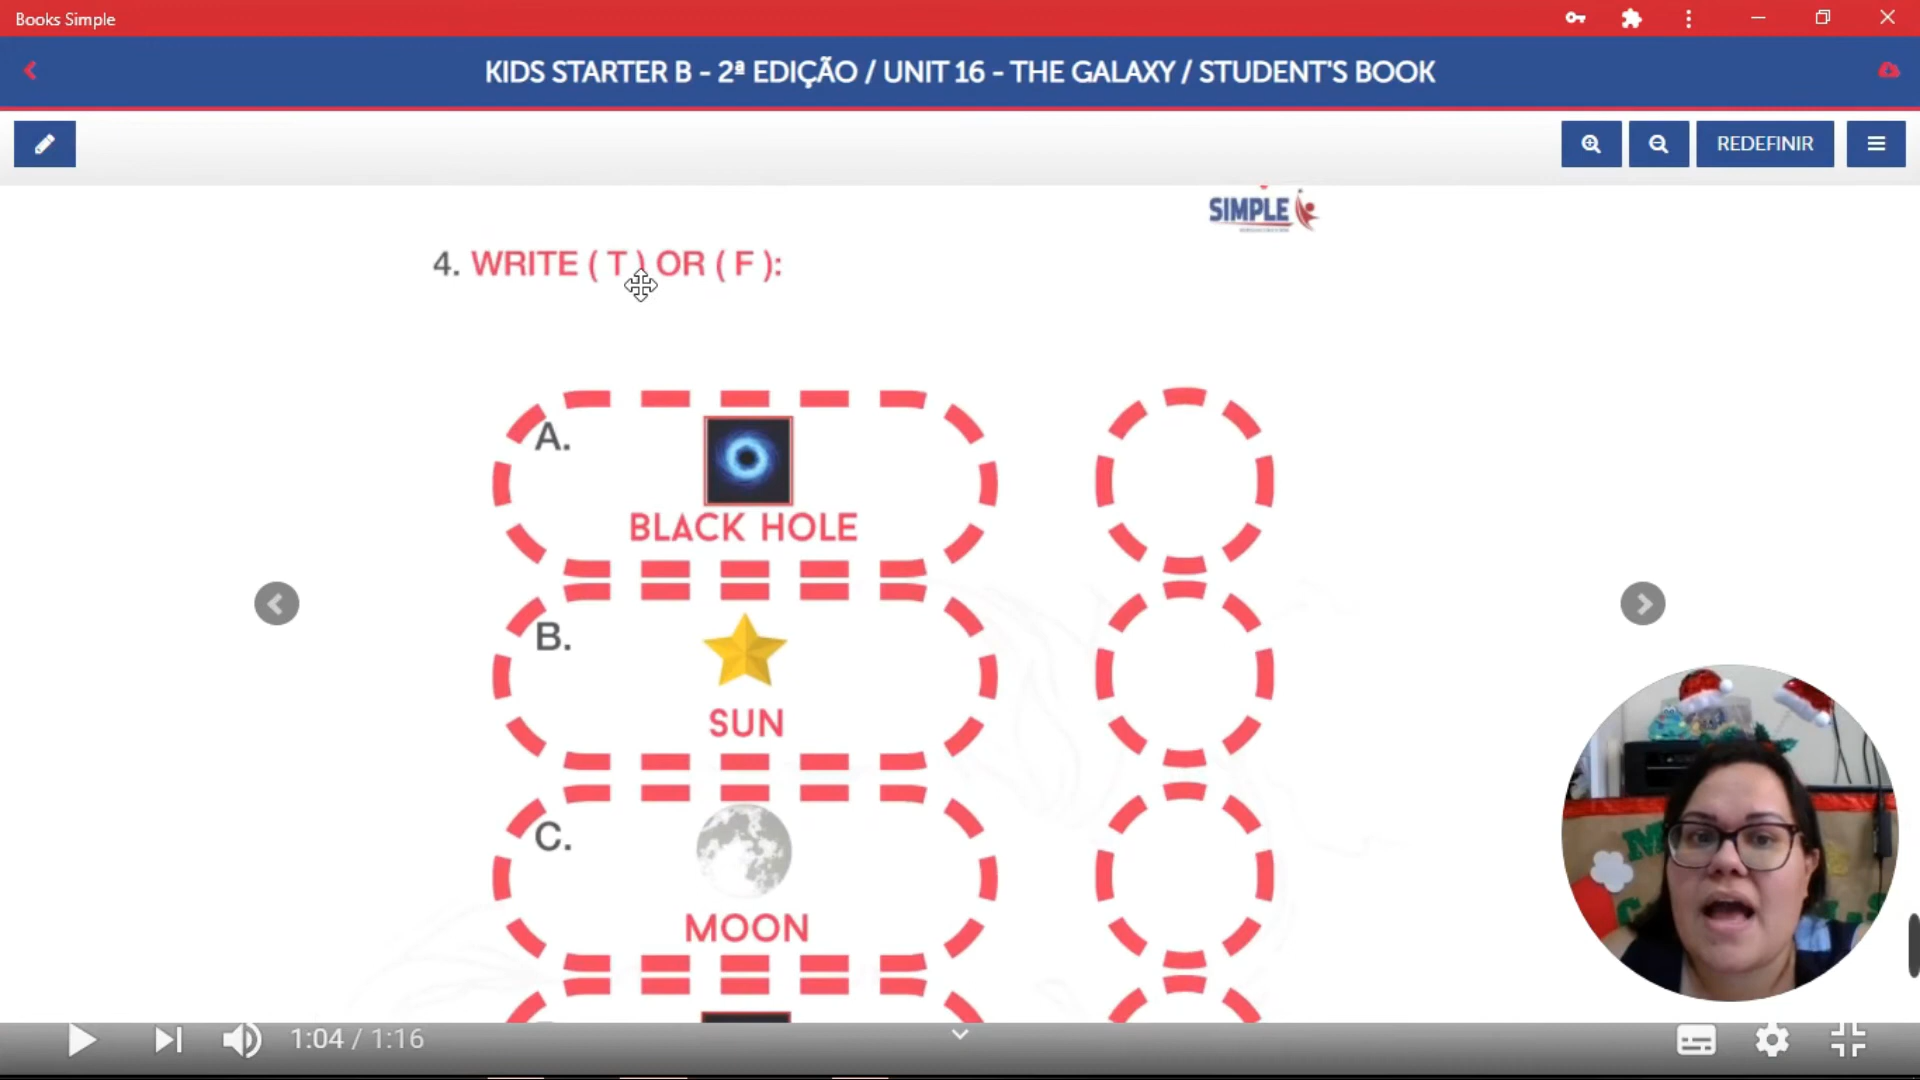 Books Simple
KIDS STARTER B - 2ª EDIÇÃO / UNIT 16 - THE GALAXY / STUDENT'S BOOK
REDEFINIR
SIMPLE
4. WRITE ( T ) OR ( F ):
A.
BLACK HOLE
B.
SUN
C.
MOON
1:04 / 1:16